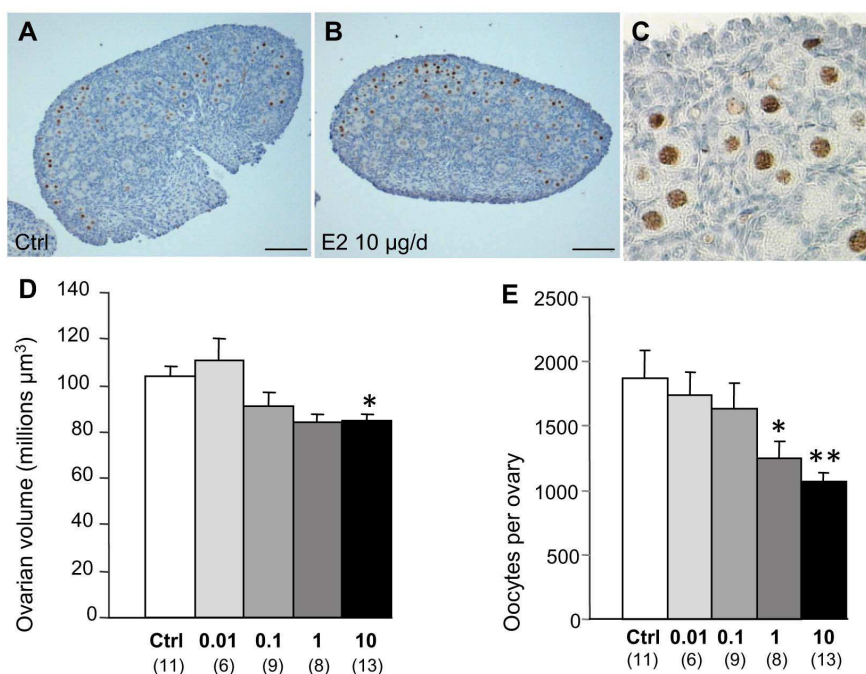 A
B
C
Ctrl
E2 10 µg/d
D
Ovarian volume (millions µm³)
140
120
100
80
60
40
20
0
*
Ctrl 0.01 0.1 1 10
(11) (6) (9) (8) (13)
E
Oocytes per ovary
2500
2000
1500
1000
500
0
*
**
Ctrl 0.01 0.1 1 10
(11) (6) (9) (8) (13)